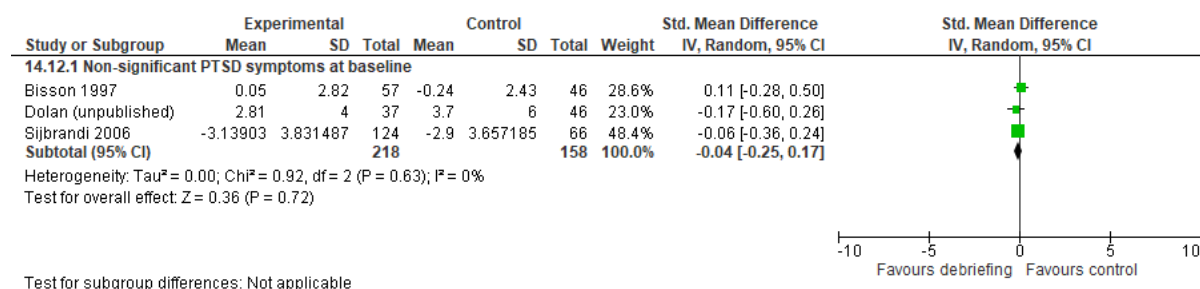 Experimental Control Std. Mean Difference Std. Mean Difference
Study or Subgroup Mean SD Total Mean SD Total Weight IV, Random, 95% CI IV, Random, 95% CI
14.12.1 Non-significant PTSD symptoms at baseline
Bisson 1997 0.05 2.82 57 -0.24 2.43 46 28.6% 0.11 [-0.28, 0.50]
Dolan (unpublished) 2.81 4 37 3.7 6 46 23.0% -0.17 [-0.60, 0.26]
Sijbrandi 2006 -3.13903 3.831487 124 -2.9 3.657185 66 48.4% -0.06 [-0.36, 0.24]
Subtotal (95% CI) 218 158 100.0% -0.04 [-0.25, 0.17]
Heterogeneity: Tau² = 0.00; Chi² = 0.92, df = 2 (P = 0.63); I² = 0%
Test for overall effect: Z = 0.36 (P = 0.72)
-10 -5 0 5 10
Favours debriefing Favours control
Test for subgroup differences: Not applicable